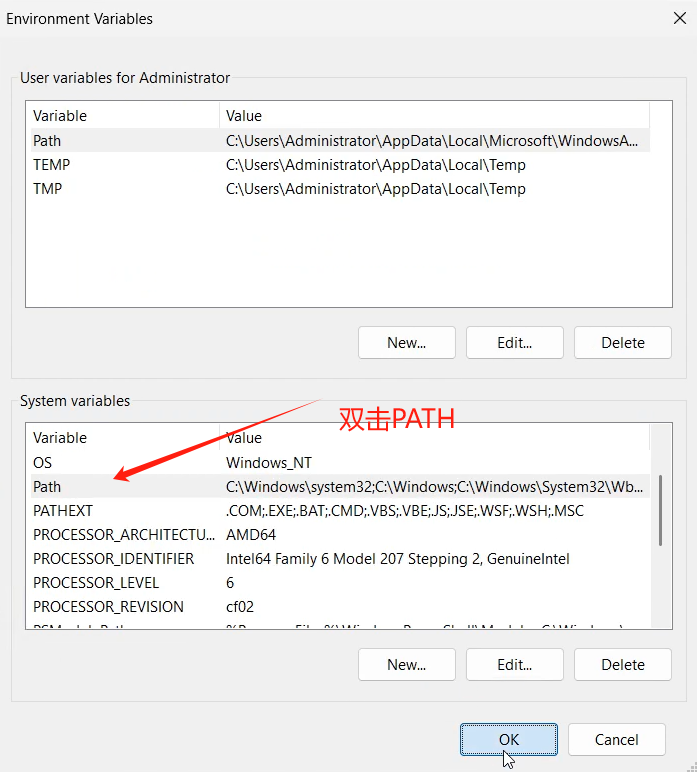 Environment Variables
User variables for Administrator
Variable Value
Path C:\Users\Administrator\AppData\Local\Microsoft\WindowsA...
TEMP C:\Users\Administrator\AppData\Local\Temp
TMP C:\Users\Administrator\AppData\Local\Temp
New... Edit... Delete
System variables
双击PATH
Variable Value
OS Windows_NT
Path C:\Windows\system32;C:\Windows;C:\Windows\System32\Wb...
PATHEXT .COM;.EXE;.BAT;.CMD;.VBS;.VBE;.JS;.JSE;.WSF;.WSH;.MSC
PROCESSOR_ARCHITECTU... AMD64
PROCESSOR_IDENTIFIER Intel64 Family 6 Model 207 Stepping 2, GenuineIntel
PROCESSOR_LEVEL 6
PROCESSOR_REVISION cf02
New... Edit... Delete
OK Cancel